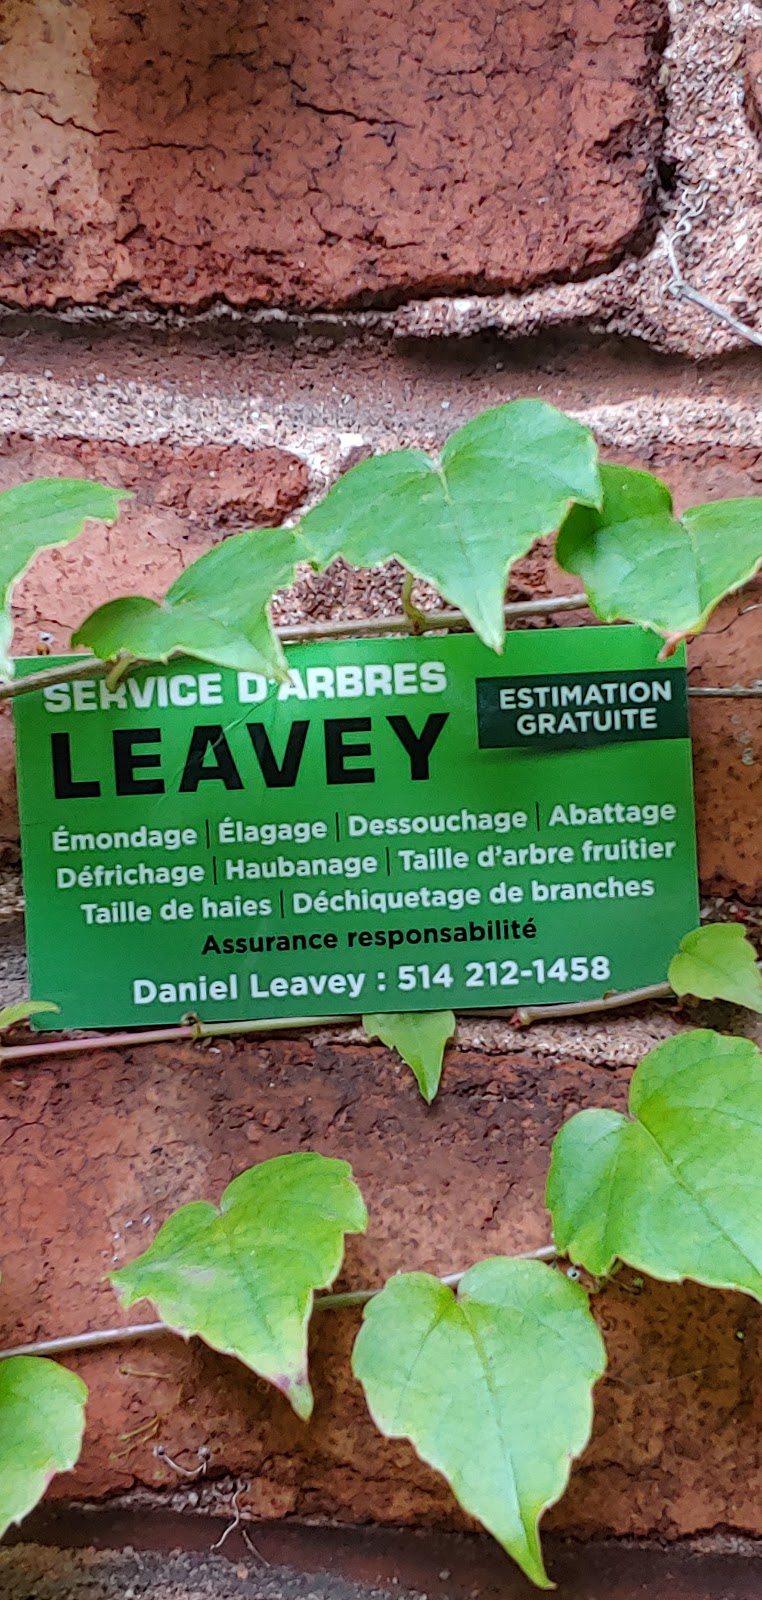 SERVICE D'ARBRES
LEAVEY
ESTIMATION
GRATUITE
Émondage | Élagage | Dessouchage | Abattage
Défrichage | Haubanage | Taille d'arbre fruitier
Taille de haies | Déchiquetage de branches
Assurance responsabilité
Daniel Leavey : 514 212-1458